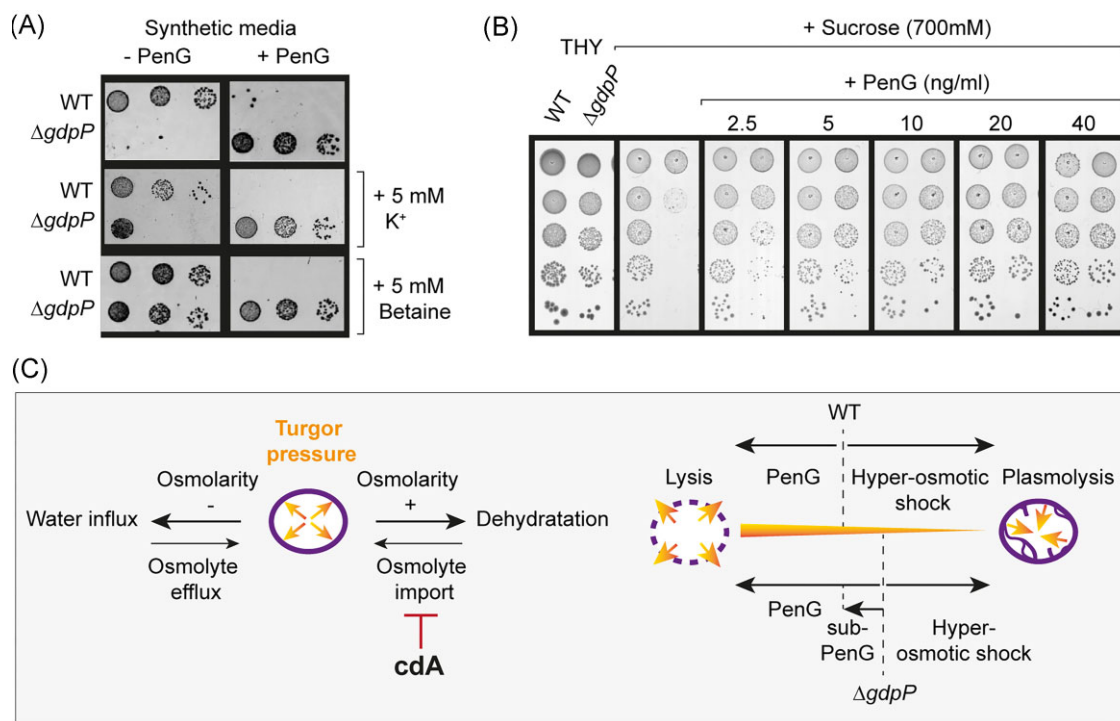 (A)
Synthetic media
- PenG + PenG
WT
ΔgdpP
WT
ΔgdpP
+ 5 mM
K+
WT
ΔgdpP
+ 5 mM
Betaine
(B)
+ Sucrose (700mM)
THY
+ PenG (ng/ml)
WT ΔgdpP
2.5 5 10 20 40
(C)
Turgor
pressure
Osmolarity
-
Osmolarity
+
Water influx
Dehydratation
Osmolyte
efflux
Osmolyte
import
cdA
WT
Lysis
PenG
Hyper-osmotic
shock
Plasmolysis
PenG
sub-
PenG
Hyper-
osmotic shock
ΔgdpP